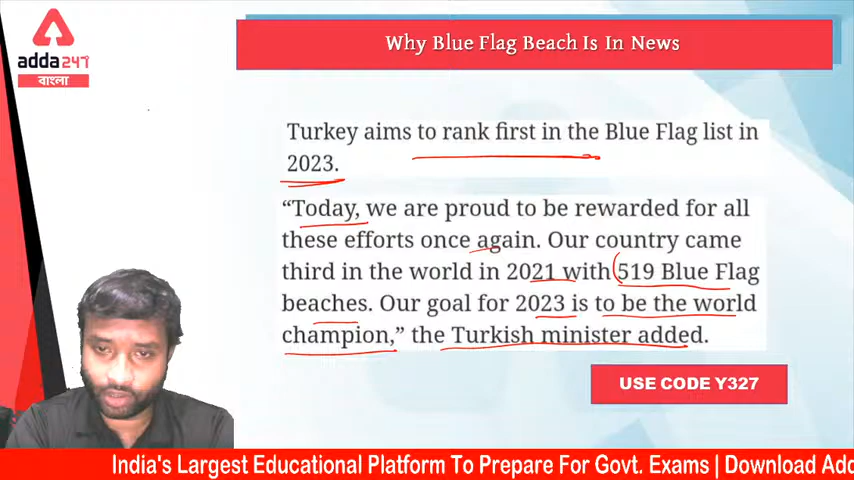 adda247
বাংলা
Why Blue Flag Beach Is In News
Turkey aims to rank first in the Blue Flag list in
2023.
“Today, we are proud to be rewarded for all
these efforts once again. Our country came
third in the world in 2021 with 519 Blue Flag
beaches. Our goal for 2023 is to be the world
champion,” the Turkish minister added.
USE CODE Y327
India's Largest Educational Platform To Prepare For Govt. Exams | Download Add